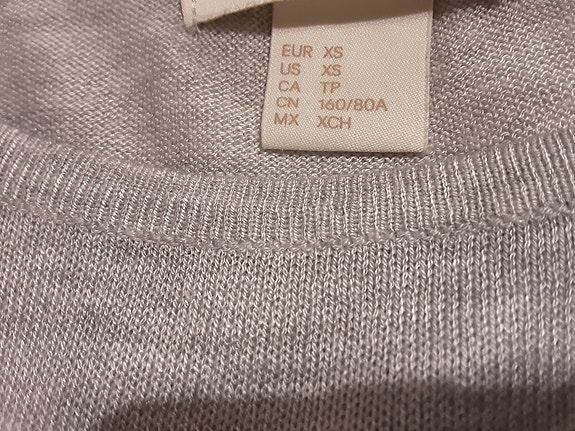 EUR XS
US XS
CA TP
CN 160/80A
MX XCH